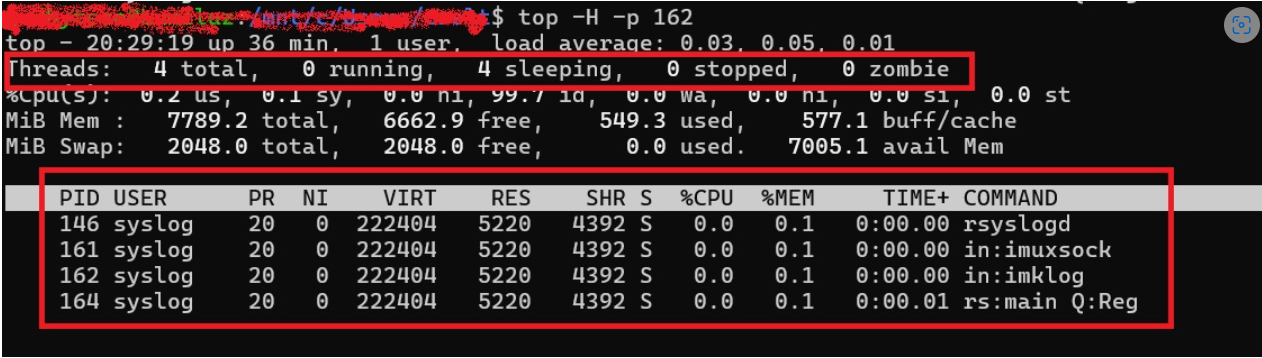 $ top -H -p 162
top - 20:29:19 up 36 min, 1 user, load average: 0.03, 0.05, 0.01
Threads: 4 total, 0 running, 4 sleeping, 0 stopped, 0 zombie
%Cpu(s): 0.2 us, 0.1 sy, 0.0 ni, 99.7 id, 0.0 wa, 0.0 hi, 0.0 si, 0.0 st
MiB Mem : 7789.2 total, 6662.9 free, 549.3 used, 577.1 buff/cache
MiB Swap: 2048.0 total, 2048.0 free, 0.0 used. 7005.1 avail Mem
PID USER PR NI VIRT RES SHR S %CPU %MEM TIME+ COMMAND
146 syslog 20 0 222404 5220 4392 S 0.0 0.1 0:00.00 rsyslogd
161 syslog 20 0 222404 5220 4392 S 0.0 0.1 0:00.00 in:imuxsock
162 syslog 20 0 222404 5220 4392 S 0.0 0.1 0:00.00 in:imklog
164 syslog 20 0 222404 5220 4392 S 0.0 0.1 0:00.01 rs:main Q:Reg